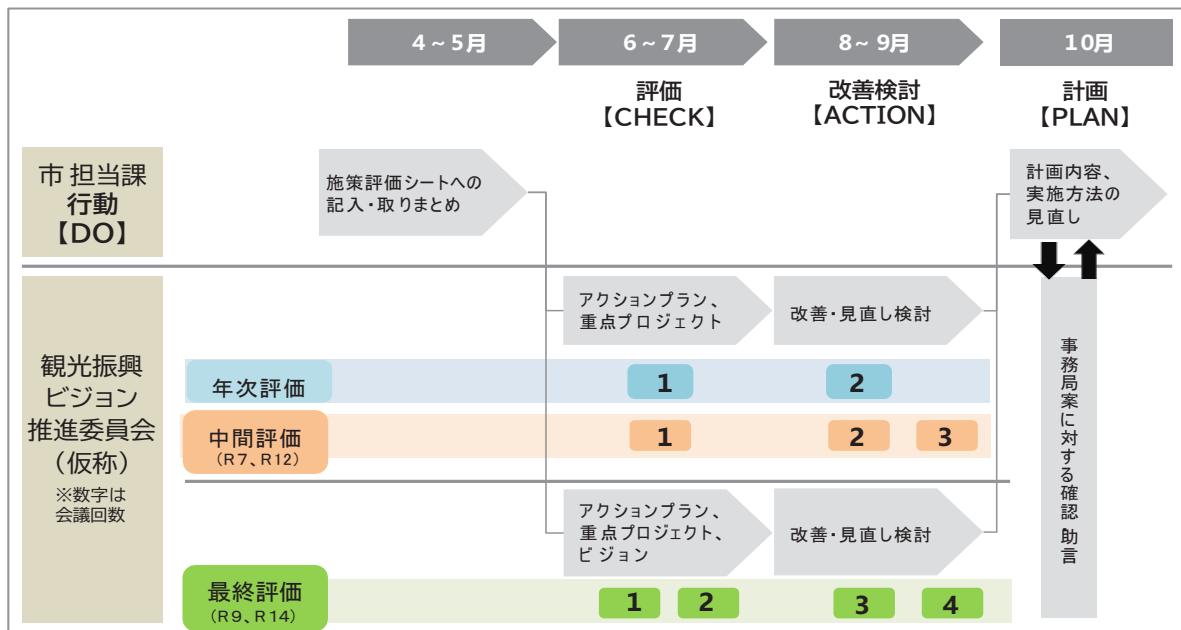 4～5月
6～7月
8～9月
10月
評価
【CHECK】
改善検討
【ACTION】
計画
【PLAN】
市 担当課
行動
【DO】
施策評価シートへの
記入・取りまとめ
計画内容、
実施方法の
見直し
観光振興
ビジョン
推進委員会
（仮称）
※数字は
会議回数
アクションプラン、
重点プロジェクト
改善・見直し検討
年次評価
1
2
中間評価
(R7、R12)
1
2
3
アクションプラン、
重点プロジェクト、
ビジョン
改善・見直し検討
最終評価
(R9、R14)
1
2
3
4
事務局案に対する確認・助言